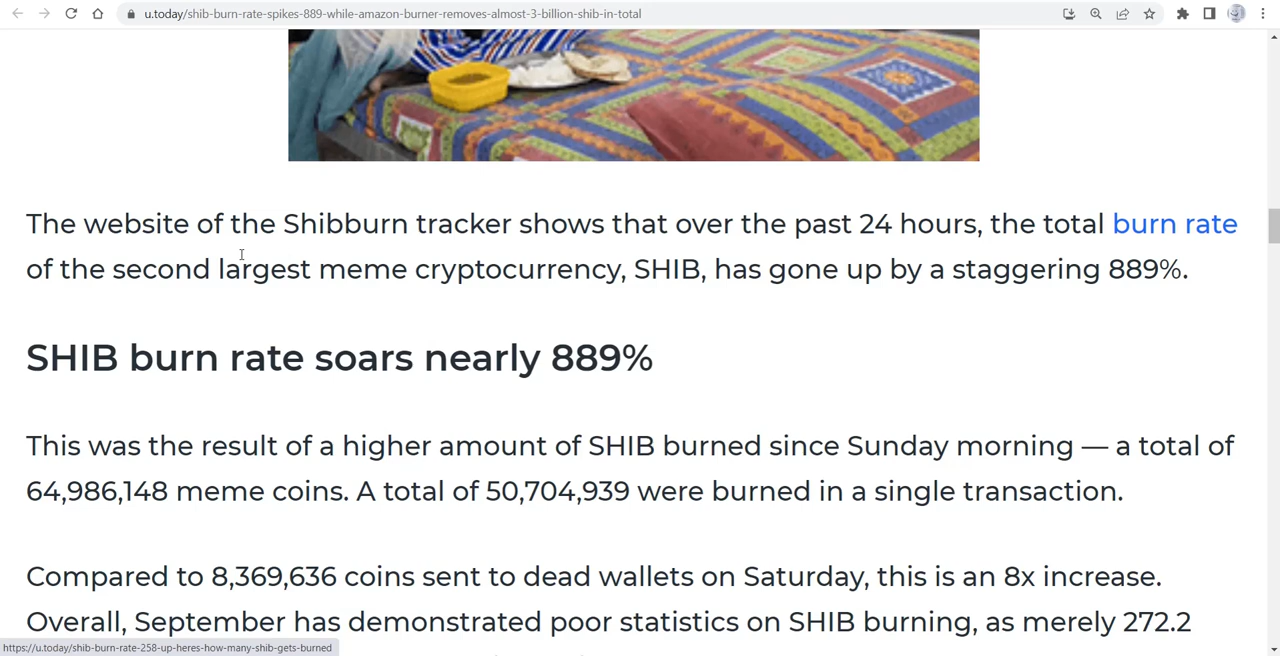 u.today/shib-burn-rate-spikes-889-while-amazon-burner-removes-almost-3-billion-shib-in-total
The website of the Shibburn tracker shows that over the past 24 hours, the total burn rate
of the second largest meme cryptocurrency, SHIB, has gone up by a staggering 889%.
SHIB burn rate soars nearly 889%
This was the result of a higher amount of SHIB burned since Sunday morning — a total of
64,986,148 meme coins. A total of 50,704,939 were burned in a single transaction.
Compared to 8,369,636 coins sent to dead wallets on Saturday, this is an 8x increase.
Overall, September has demonstrated poor statistics on SHIB burning, as merely 272.2
https://u.today/shib-burn-rate-258-up-heres-how-many-shib-gets-burned